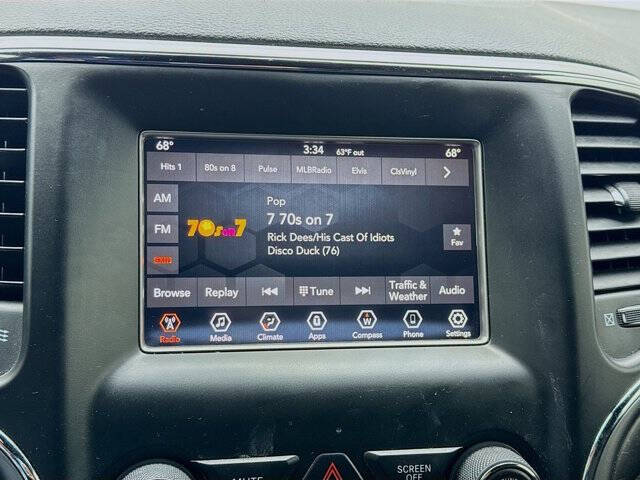 68° 3:34 63°F out 68°
Hits 1 80s on 8 Pulse MLBRadio Elvis ClsVinyl
AM
FM
SXM
70s on 7
Pop
7 70s on 7
Rick Dees/His Cast Of Idiots
Disco Duck (76)
Fav
Browse Replay Tune Traffic & Weather Audio
Radio Media Climate Apps W Compass Phone Settings
MUTE SCREEN OFF